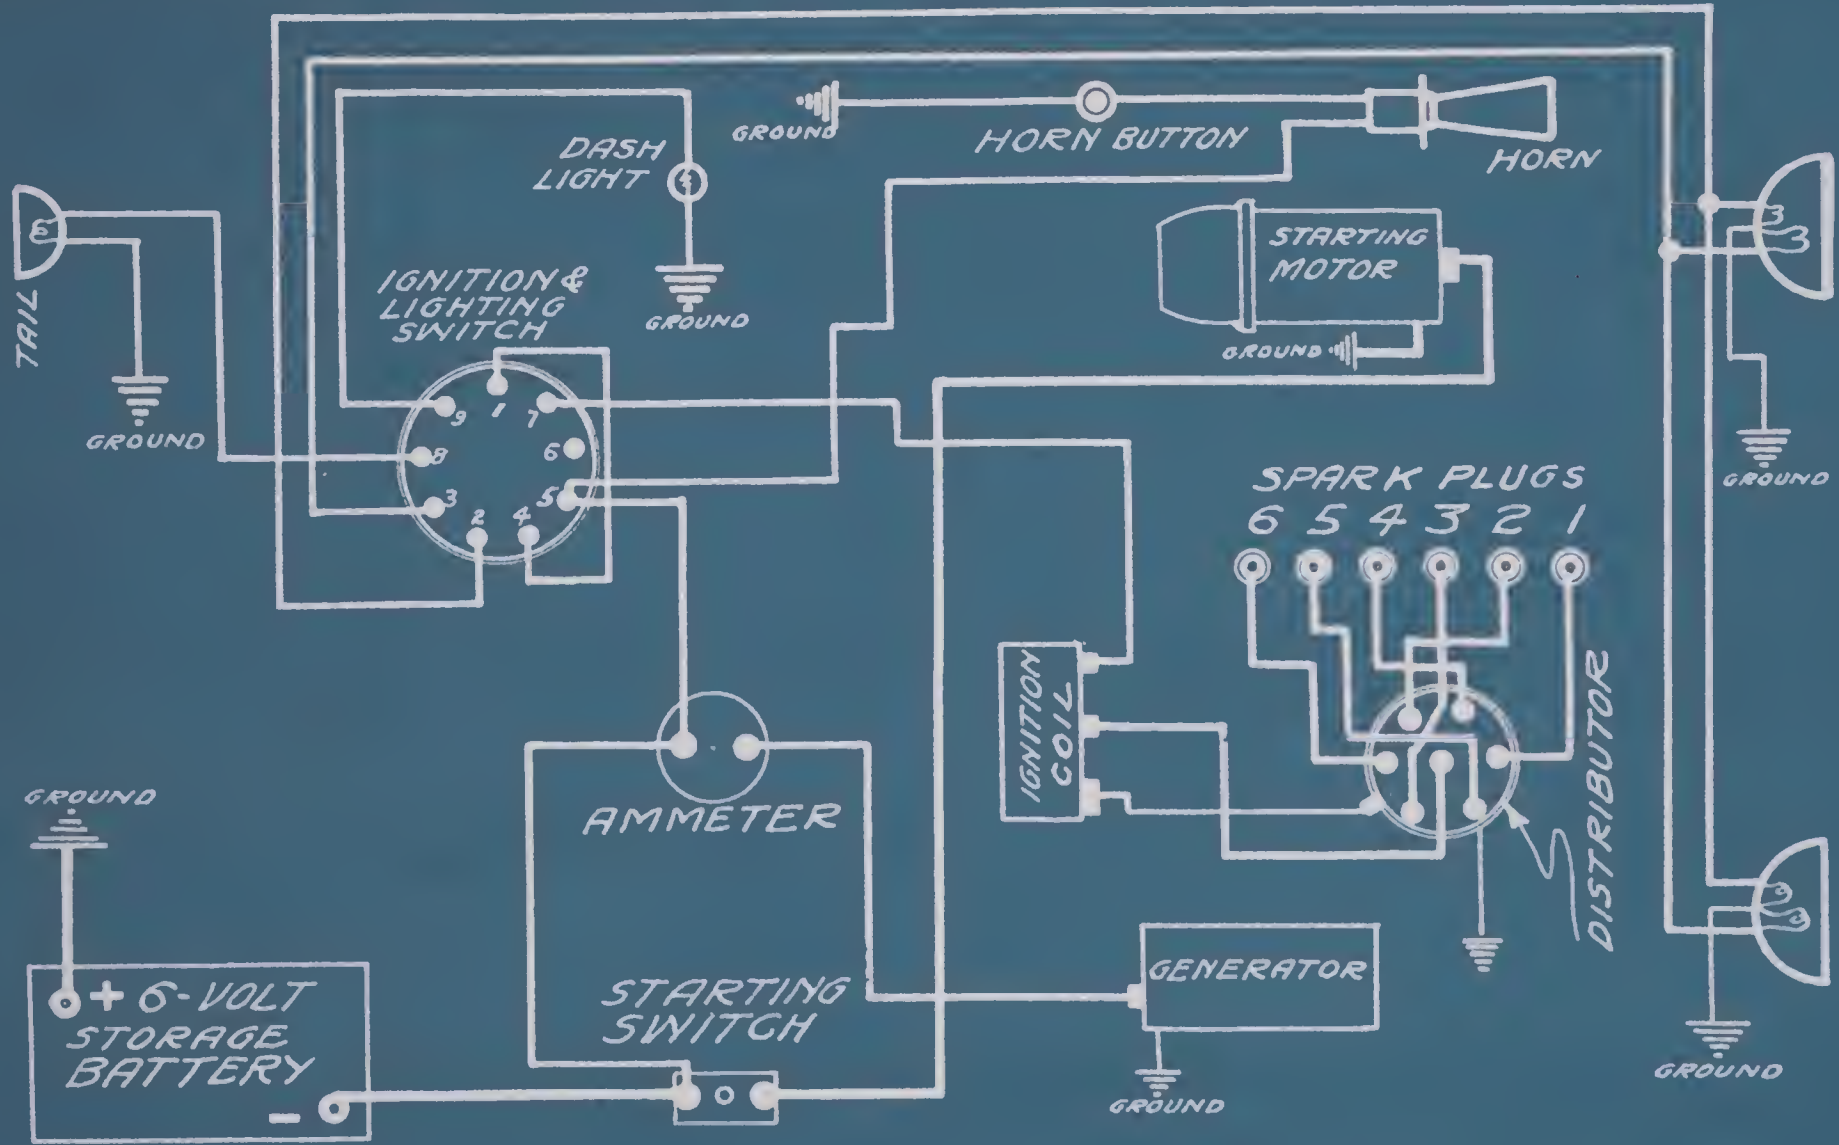 DASH
LIGHT
GROUND
HORN BUTTON
HORN
TAIL
GROUND
IGNITION &
LIGHTING
SWITCH
GROUND
STARTING
MOTOR
GROUND
9 1 7
8 6
3 5
2 4
GROUND
SPARK PLUGS
6 5 4 3 2 1
IGNITION
COIL
DISTRIBUTOR
AMMETER
GROUND
+ 6-VOLT
STORAGE
BATTERY
-
STARTING
SWITCH
GENERATOR
GROUND
GROUND